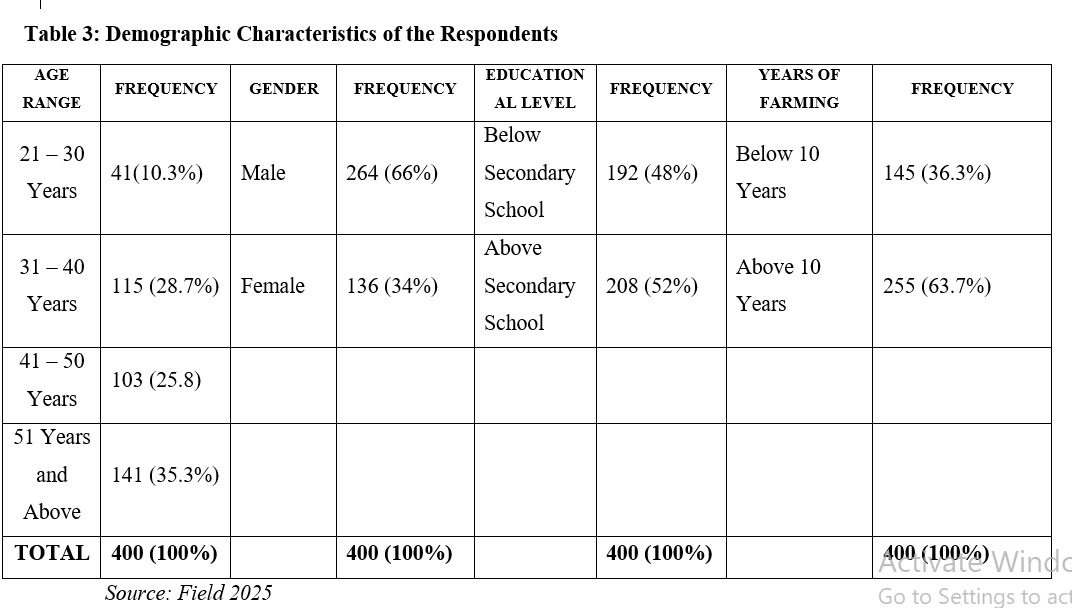 Table 3: Demographic Characteristics of the Respondents
AGE RANGE FREQUENCY GENDER FREQUENCY EDUCATION AL LEVEL FREQUENCY YEARS OF FARMING FREQUENCY
21 – 30 Years 41(10.3%) Male 264 (66%) Below Secondary School 192 (48%) Below 10 Years 145 (36.3%)
31 – 40 Years 115 (28.7%) Female 136 (34%) Above Secondary School 208 (52%) Above 10 Years 255 (63.7%)
41 – 50 Years 103 (25.8)
51 Years and Above 141 (35.3%)
TOTAL 400 (100%) 400 (100%) 400 (100%) 400 (100%)
Source: Field 2025
Activate Windo
Go to Settings to act